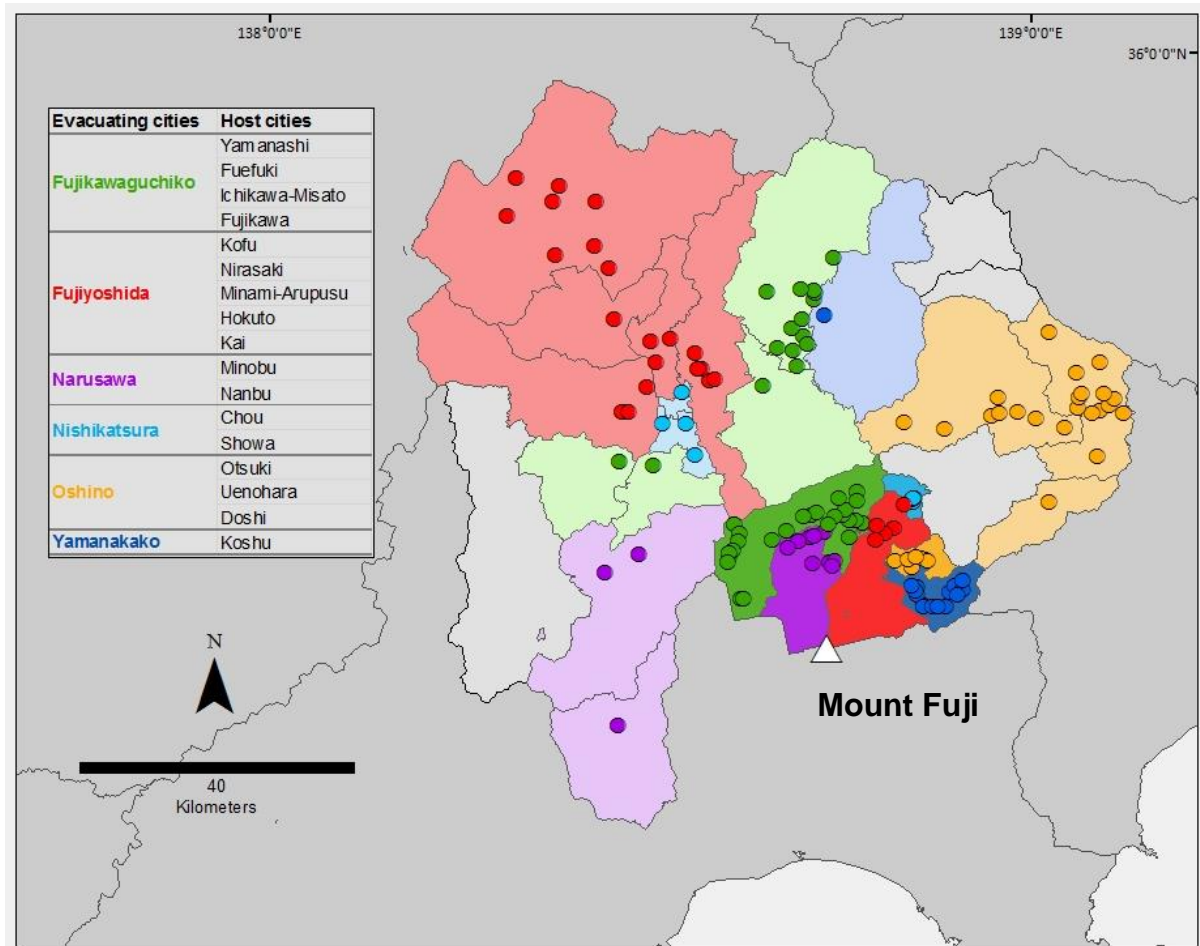 138°0'0"E
139°0'0"E
36°0'0"N
Evacuating cities Host cities
Fujikawaguchiko
Yamanashi
Fuefuki
Ichikawa-Misato
Fujikawa
Fujiyoshida
Kofu
Nirasaki
Minami-Arupusu
Hokuto
Kai
Narusawa
Minobu
Nanbu
Nishikatsura
Chou
Showa
Oshino
Otsuki
Uenohara
Doshi
Yamanakako Koshu
N
40
Kilometers
Mount Fuji